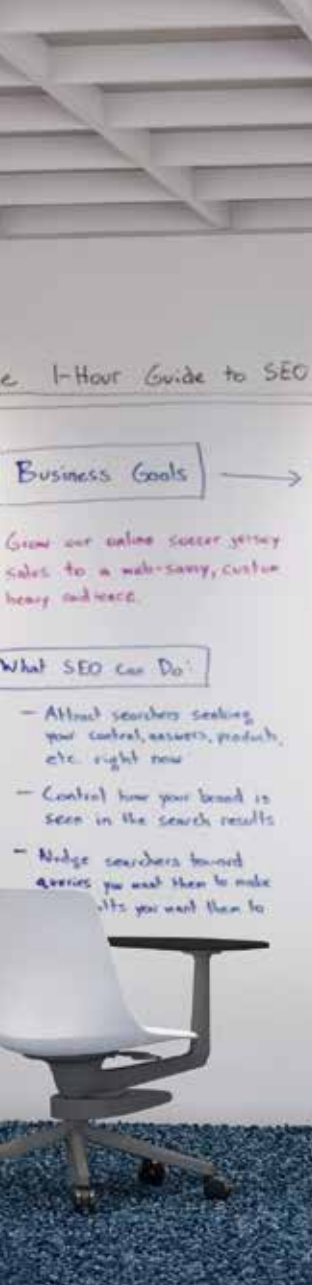 e 1-Hour Guide to SEO
Business Goals
Grow our online soccer jersey
sales to a web-savvy, custom
heavy audience.
What SEO Can Do:
- Attract searchers seeking
your content, answers, products,
etc. right now
- Control how your brand is
seen in the search results
- Nudge searchers toward
queries you want them to make
lts you want them to